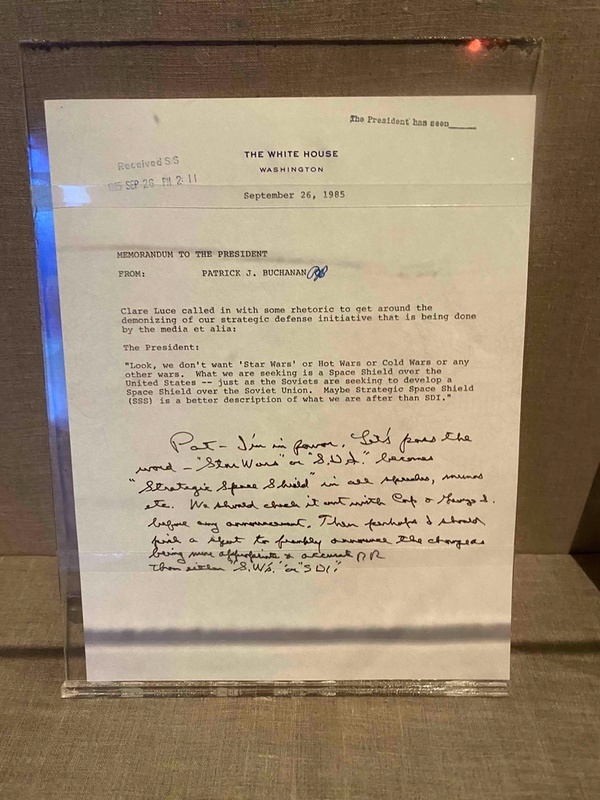 The President has seen____
Received SS
1985 SEP 26 PM 2:11
THE WHITE HOUSE
WASHINGTON
September 26, 1985
MEMORANDUM TO THE PRESIDENT
FROM: PATRICK J. BUCHANAN PJB
Clare Luce called in with some rhetoric to get around the
demonizing of our strategic defense initiative that is being done
by the media et alia:
The President:
"Look, we don't want 'Star Wars' or Hot Wars or Cold Wars or any
other wars. What we are seeking is a Space Shield over the
United States -- just as the Soviets are seeking to develop a
Space Shield over the Soviet Union. Maybe Strategic Space Shield
(SSS) is a better description of what we are after than SDI."
Pat – I'm in favor. Let's pass the
word – "Star Wars" or "S.D.I." becomes
"Strategic Space Shield" in all speeches, memos
etc. We should check it out with Cap & George S.
before any announcement. Then perhaps I should
pick a spot to frankly announce the change as
being more appropriate & accurate RR
than either "S.W's." or "SDI."